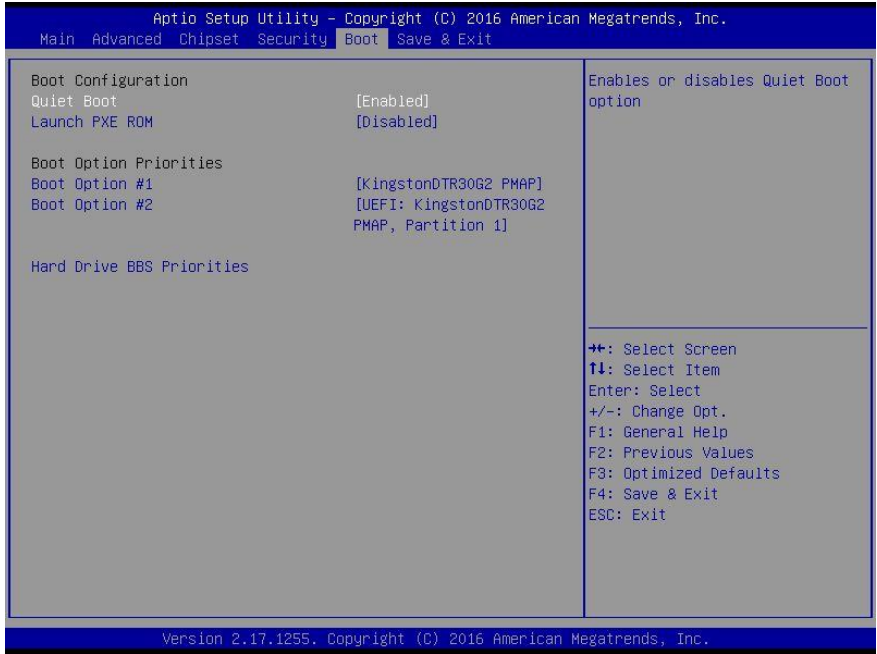 Aptio Setup Utility – Copyright (C) 2016 American Megatrends, Inc.
Main Advanced Chipset Security Boot Save & Exit
Boot Configuration
Quiet Boot [Enabled]
Launch PXE ROM [Disabled]
Boot Option Priorities
Boot Option #1 [KingstonDTR30G2 PMAP]
Boot Option #2 [UEFI: KingstonDTR30G2
PMAP, Partition 1]
Hard Drive BBS Priorities
Enables or disables Quiet Boot
option
→←: Select Screen
↑↓: Select Item
Enter: Select
+/-: Change Opt.
F1: General Help
F2: Previous Values
F3: Optimized Defaults
F4: Save & Exit
ESC: Exit
Version 2.17.1255. Copyright (C) 2016 American Megatrends, Inc.